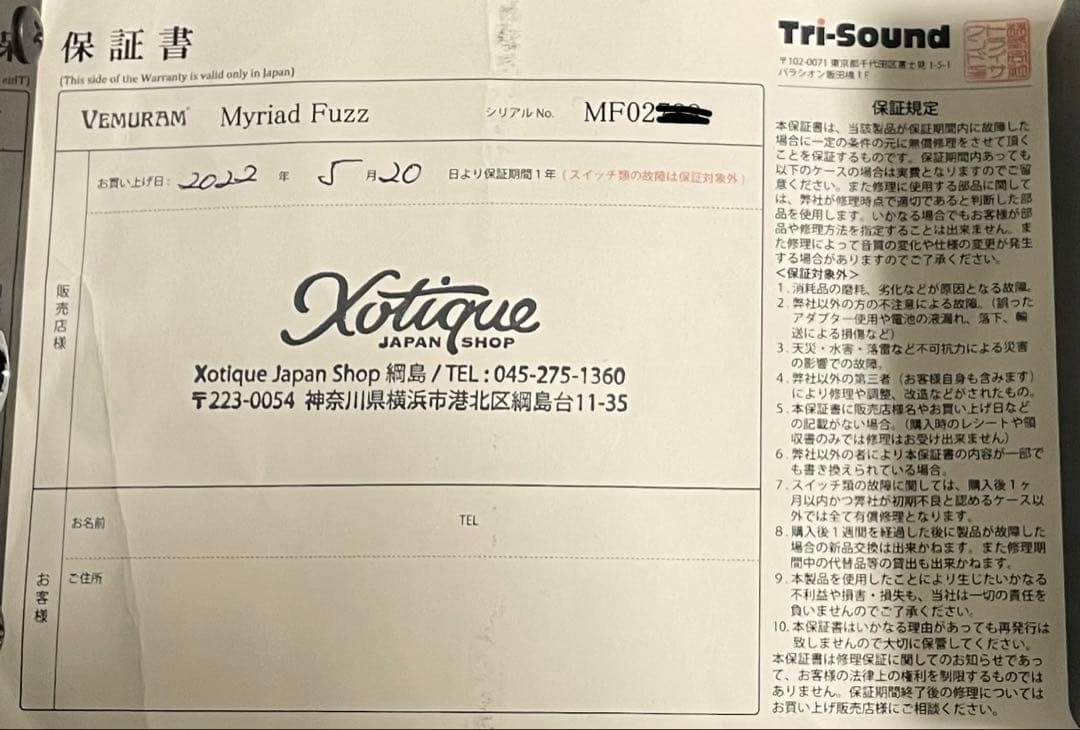 保証書
(This side of the Warranty is valid only in Japan)
VEMURAM Myriad Fuzz シリアル No. MF02
お買い上げ日: 2022 年 5 月 20 日より保証期間1年 (スイッチ類の故障は保証対象外)
販売店様
Xotique
JAPAN SHOP
Xotique Japan Shop 綱島 / TEL : 045-275-1360
〒223-0054 神奈川県横浜市港北区綱島台11-35
お名前 TEL
お客様
ご住所
Tri-Sound
〒102-0071 東京都千代田区富士見 1-5-1
パラシオン飯田橋 1F
保証規定
本保証書は、当該製品が保証期間内に故障した
場合に一定の条件の元に無償修理をさせて頂く
ことを保証するものです。保証期間内あっても
以下のケースの場合は実費となりますのでご留
意ください。また修理に使用する部品に関して
は、弊社が修理時点で適切であると判断した部
品を使用します。いかなる場合でもお客様が部
品や修理方法を指定することは出来ません。ま
た修理によって音質の変化や仕様の変更が発生
する場合がありますのでご了承ください。
<保証対象外>
1. 消耗品の磨耗、劣化などが原因となる故障。
2. 弊社以外の方の不注意による故障。(誤った
アダプター使用や電池の液漏れ、落下、輸
送による損傷など)
3. 天災・水害・落雷など不可抗力による災害
の影響での故障。
4. 弊社以外の第三者(お客様自身も含みます)
により修理や調整、改造などがされたもの。
5. 本保証書に販売店様名やお買い上げ日など
の記載がない場合。(購入時のレシートや領
収書のみでは修理はお受け出来ません)
6. 弊社以外の者により本保証書の内容が一部で
も書き換えられている場合。
7. スイッチ類の故障に関しては、購入後1ヶ
月以内かつ弊社が初期不良と認めるケース以
外では全て有償修理となります。
8. 購入後1週間を経過した後に製品が故障した
場合の新品交換は出来かねます。また修理期
間中の代替品等の貸出も出来かねます。
9. 本製品を使用したことにより生じたいかなる
不利益や損害・損失も、当社は一切の責任を
負いませんのでご了承ください。
10. 本保証書はいかなる理由があっても再発行は
致しませんので大切に保管してください。
本保証書は修理保証に関してのお知らせであっ
て、お客様の法律上の権利を制限するものでは
ありません。保証期間終了後の修理については
お買い上げ販売店様にご相談ください。